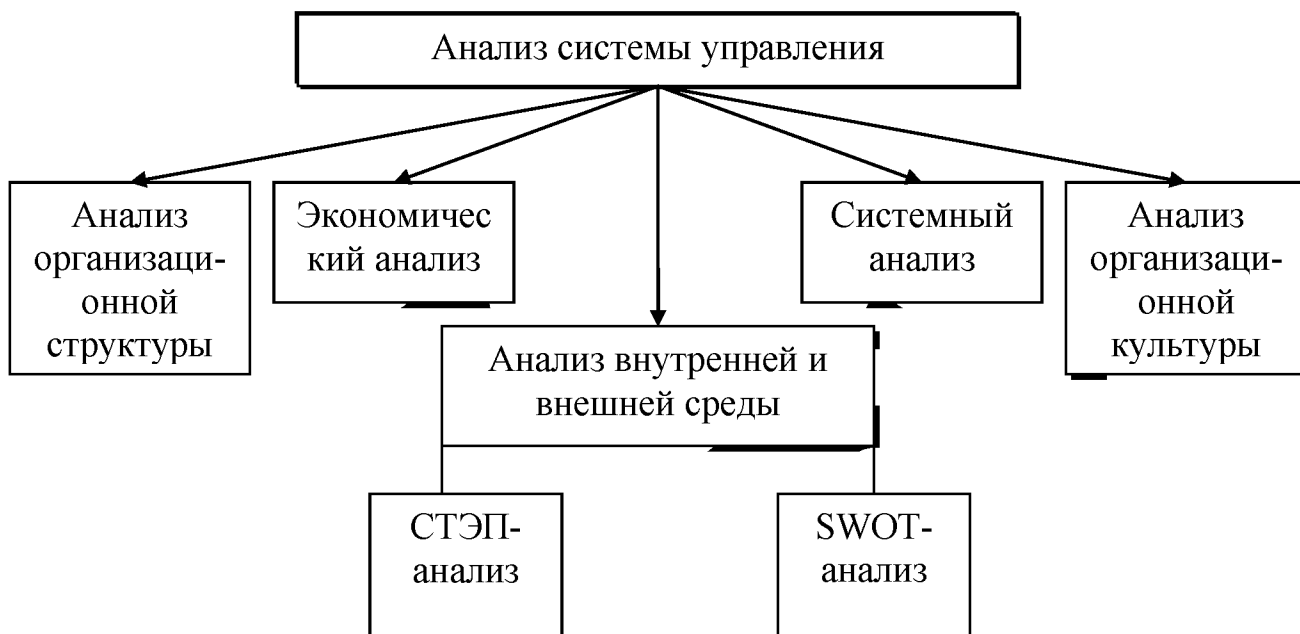 Анализ системы управления
Анализ
организаци-
онной
структуры
Экономичес
кий анализ
Системный
анализ
Анализ
организаци-
онной
культуры
Анализ внутренней и
внешней среды
СТЭП-
анализ
SWOT-
анализ